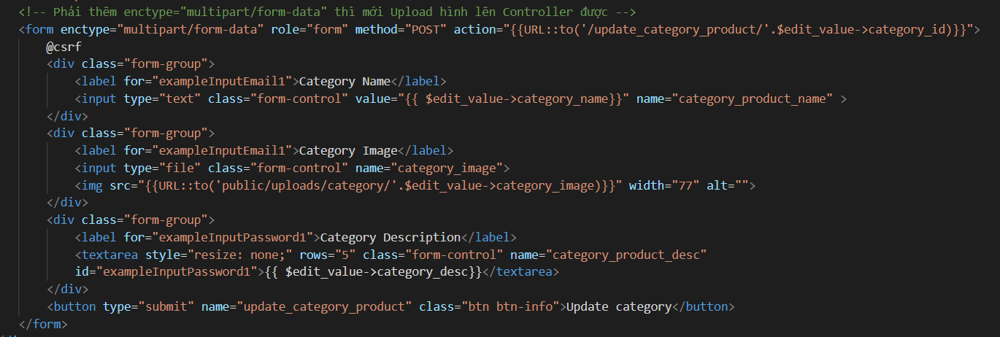 <!-- Phải thêm enctype="multipart/form-data" thì mới Upload hình lên Controller được -->
<form enctype="multipart/form-data" role="form" method="POST" action="{{URL::to('/update_category_product/'.$edit_value->category_id)}}">
@csrf
<div class="form-group">
<label for="exampleInputEmail1">Category Name</label>
<input type="text" class="form-control" value="{{ $edit_value->category_name}}" name="category_product_name" >
</div>
<div class="form-group">
<label for="exampleInputEmail1">Category Image</label>
<input type="file" class="form-control" name="category_image">
<img src="{{URL::to('public/uploads/category/'.$edit_value->category_image)}}" width="77" alt="">
</div>
<div class="form-group">
<label for="exampleInputPassword1">Category Description</label>
<textarea style="resize: none;" rows="5" class="form-control" name="category_product_desc"
id="exampleInputPassword1">{{ $edit_value->category_desc}}</textarea>
</div>
<button type="submit" name="update_category_product" class="btn btn-info">Update category</button>
</form>